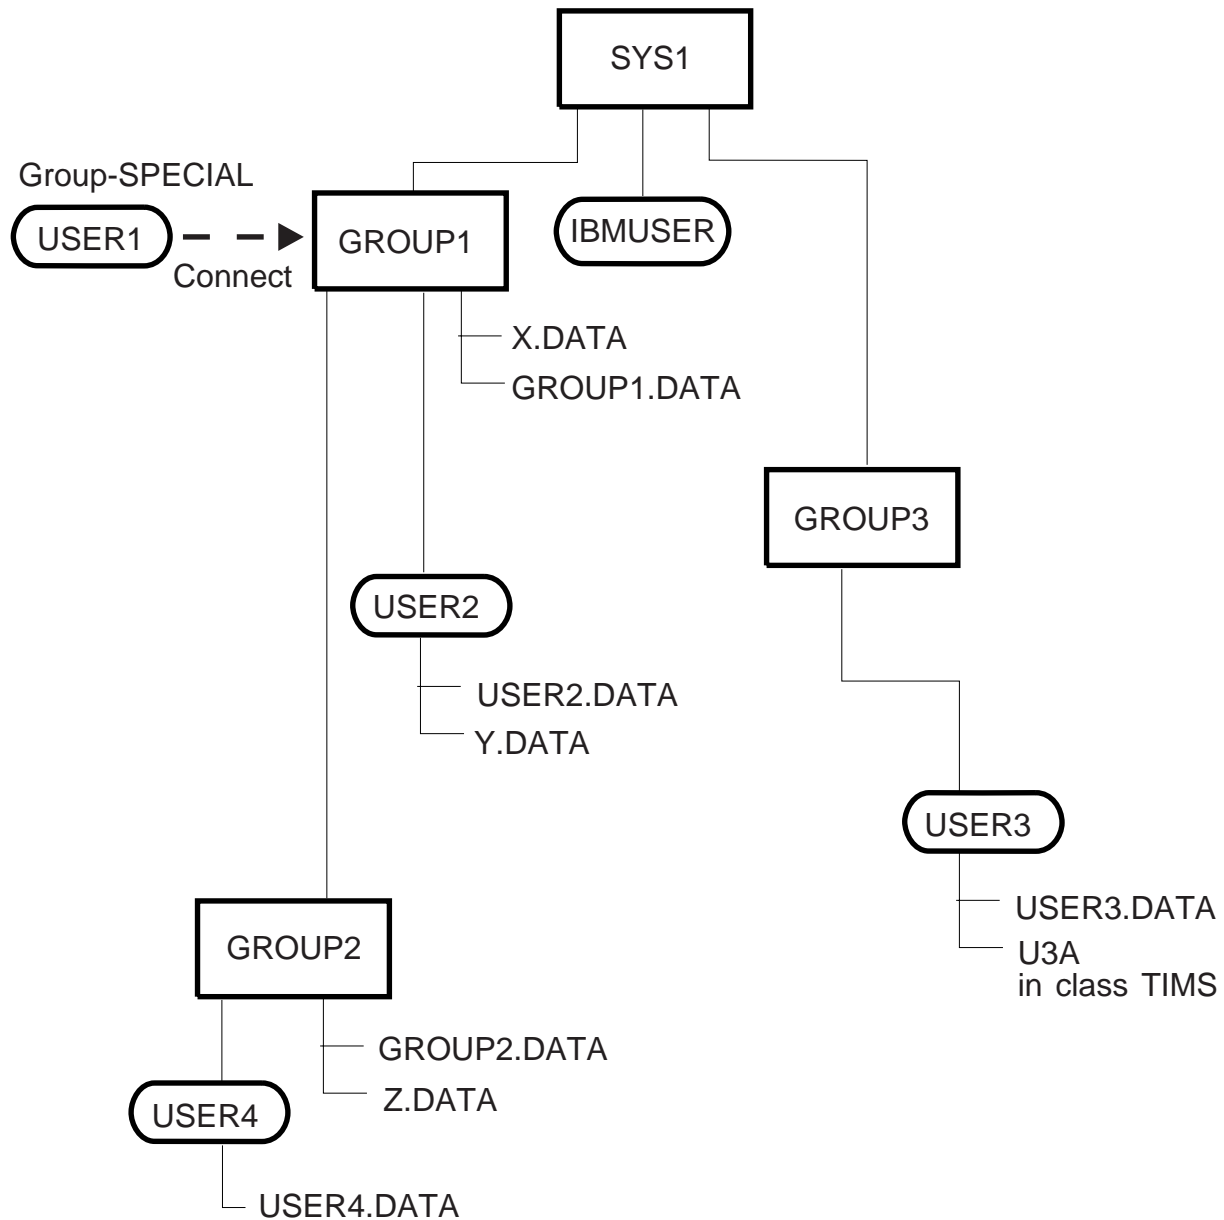 SYS1
Group-SPECIAL
USER1
Connect
GROUP1
IBMUSER
X.DATA
GROUP1.DATA
GROUP3
USER2
USER2.DATA
Y.DATA
USER3
USER3.DATA
U3A
in class TIMS
GROUP2
GROUP2.DATA
Z.DATA
USER4
USER4.DATA